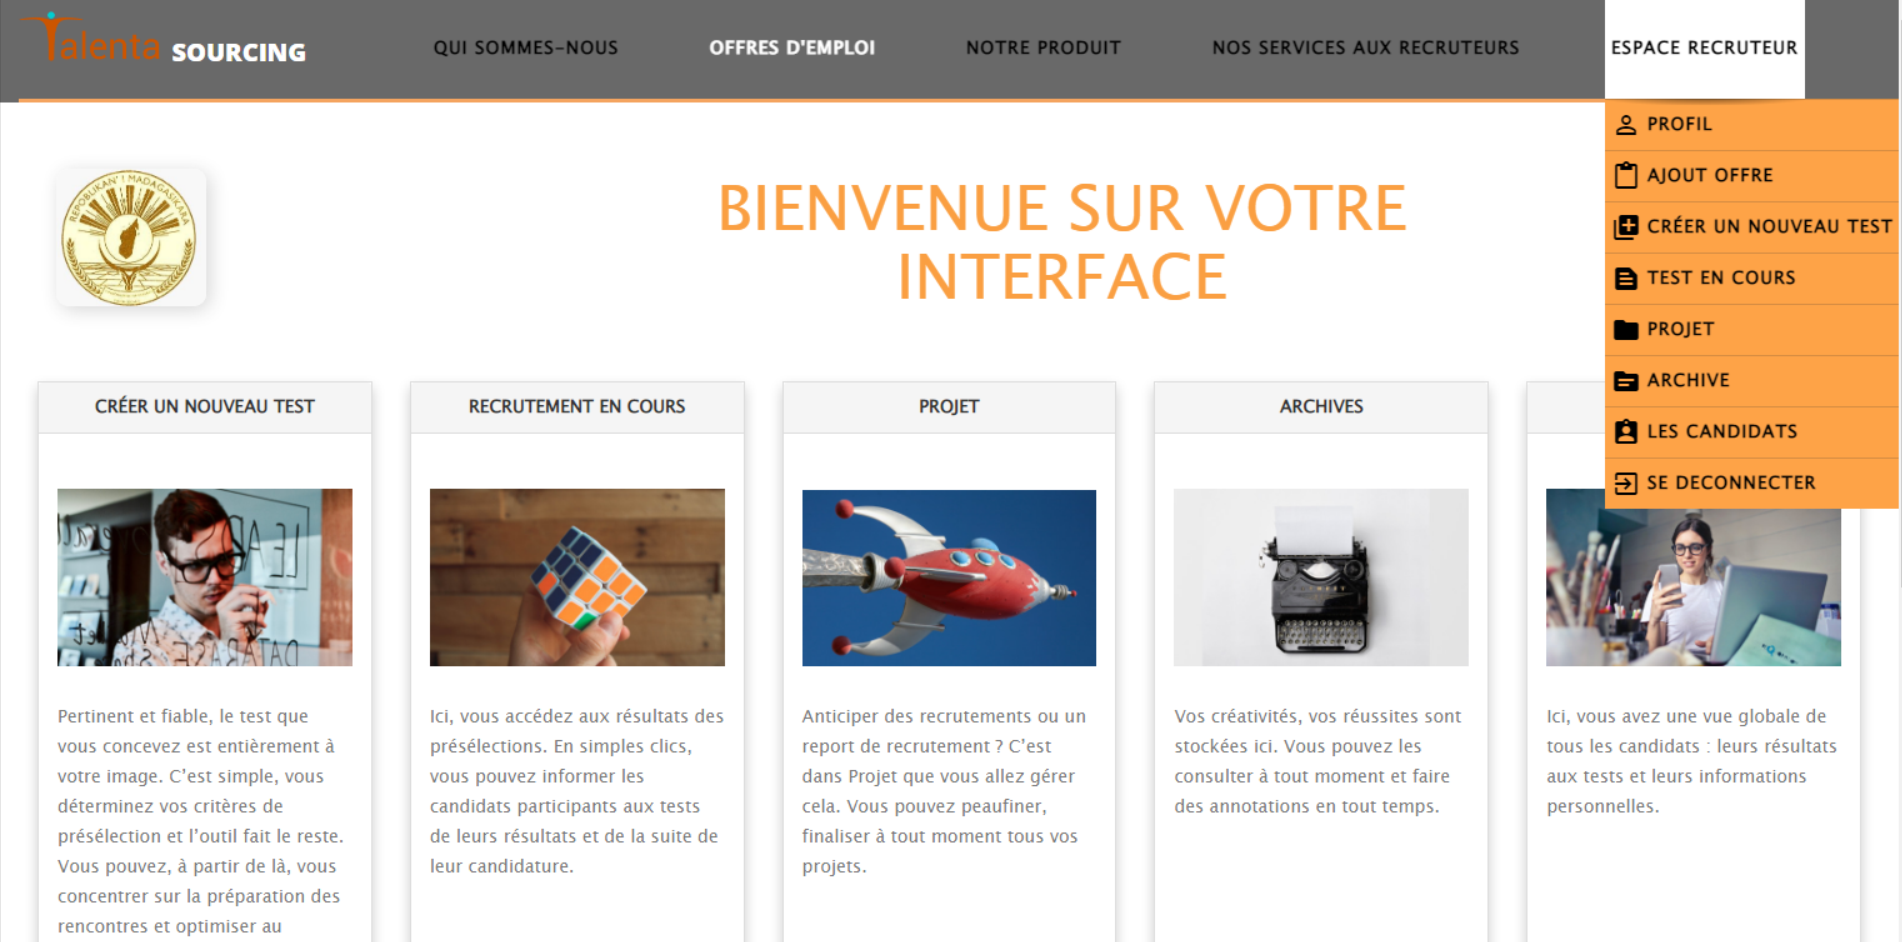 Talenta SOURCING
QUI SOMMES-NOUS
OFFRES D'EMPLOI
NOTRE PRODUIT
NOS SERVICES AUX RECRUTEURS
ESPACE RECRUTEUR
PROFIL
AJOUT OFFRE
CRÉER UN NOUVEAU TEST
TEST EN COURS
PROJET
ARCHIVE
LES CANDIDATS
SE DECONNECTER
REPOBLIKAN'I MADAGASIKARA
BIENVENUE SUR VOTRE
INTERFACE
CRÉER UN NOUVEAU TEST
Pertinent et fiable, le test que
vous concevez est entièrement à
votre image. C’est simple, vous
déterminez vos critères de
présélection et l’outil fait le reste.
Vous pouvez, à partir de là, vous
concentrer sur la préparation des
rencontres et optimiser au
RECRUTEMENT EN COURS
Ici, vous accédez aux résultats des
présélections. En simples clics,
vous pouvez informer les
candidats participants aux tests
de leurs résultats et de la suite de
leur candidature.
PROJET
Anticiper des recrutements ou un
report de recrutement ? C’est
dans Projet que vous allez gérer
cela. Vous pouvez peaufiner,
finaliser à tout moment tous vos
projets.
ARCHIVES
Vos créativités, vos réussites sont
stockées ici. Vous pouvez les
consulter à tout moment et faire
des annotations en tout temps.
Ici, vous avez une vue globale de
tous les candidats : leurs résultats
aux tests et leurs informations
personnelles.